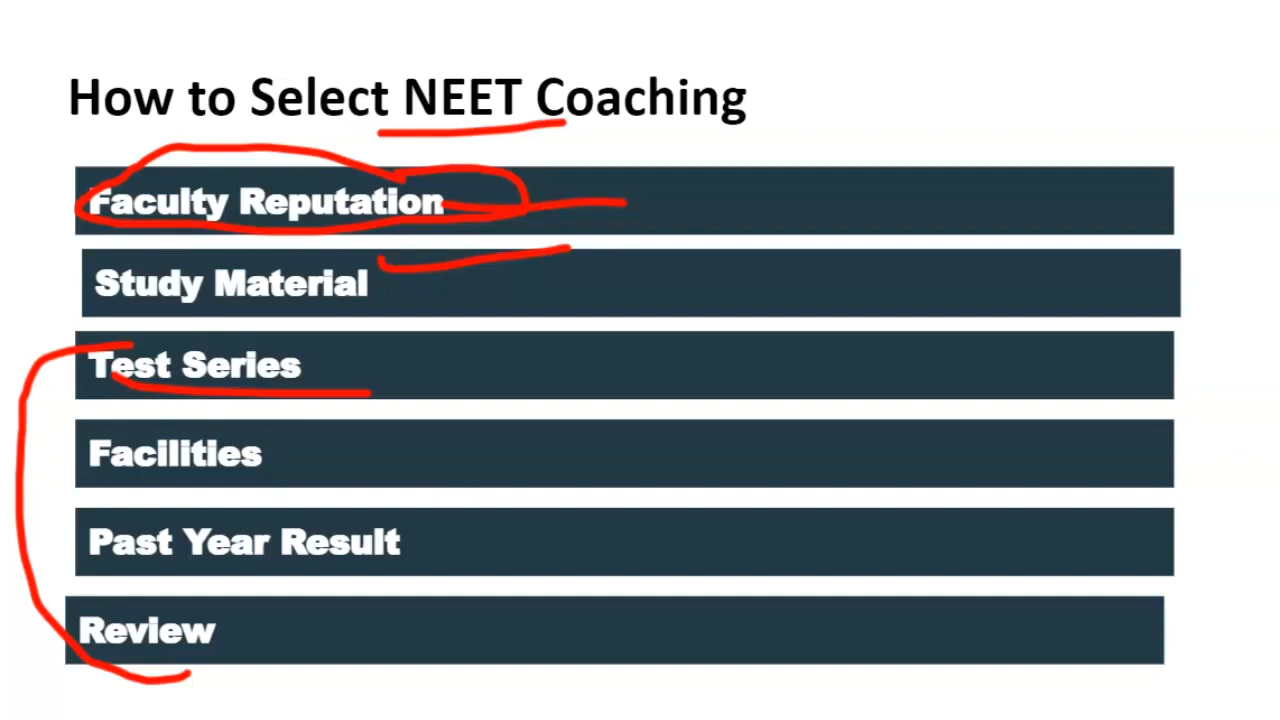 How to Select NEET Coaching
Faculty Reputation
Study Material
Test Series
Facilities
Past Year Result
Review